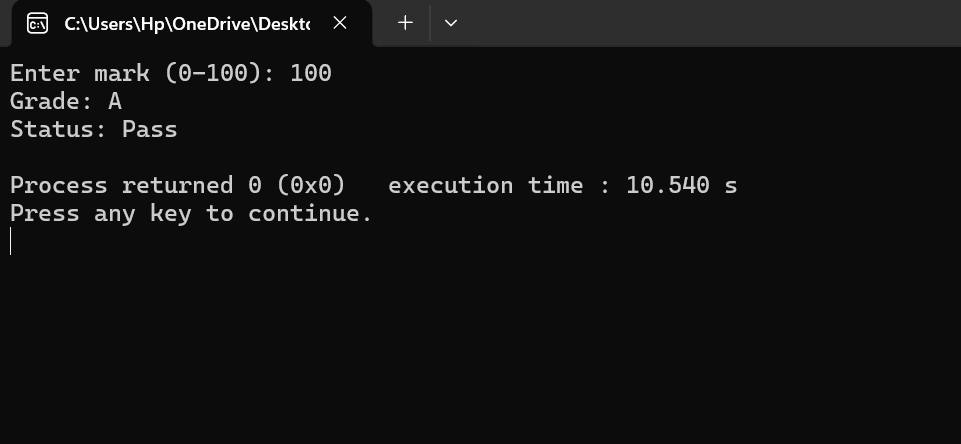 C:\Users\Hp\OneDrive\Deskto
Enter mark (0-100): 100
Grade: A
Status: Pass
Process returned 0 (0x0)   execution time : 10.540 s
Press any key to continue.